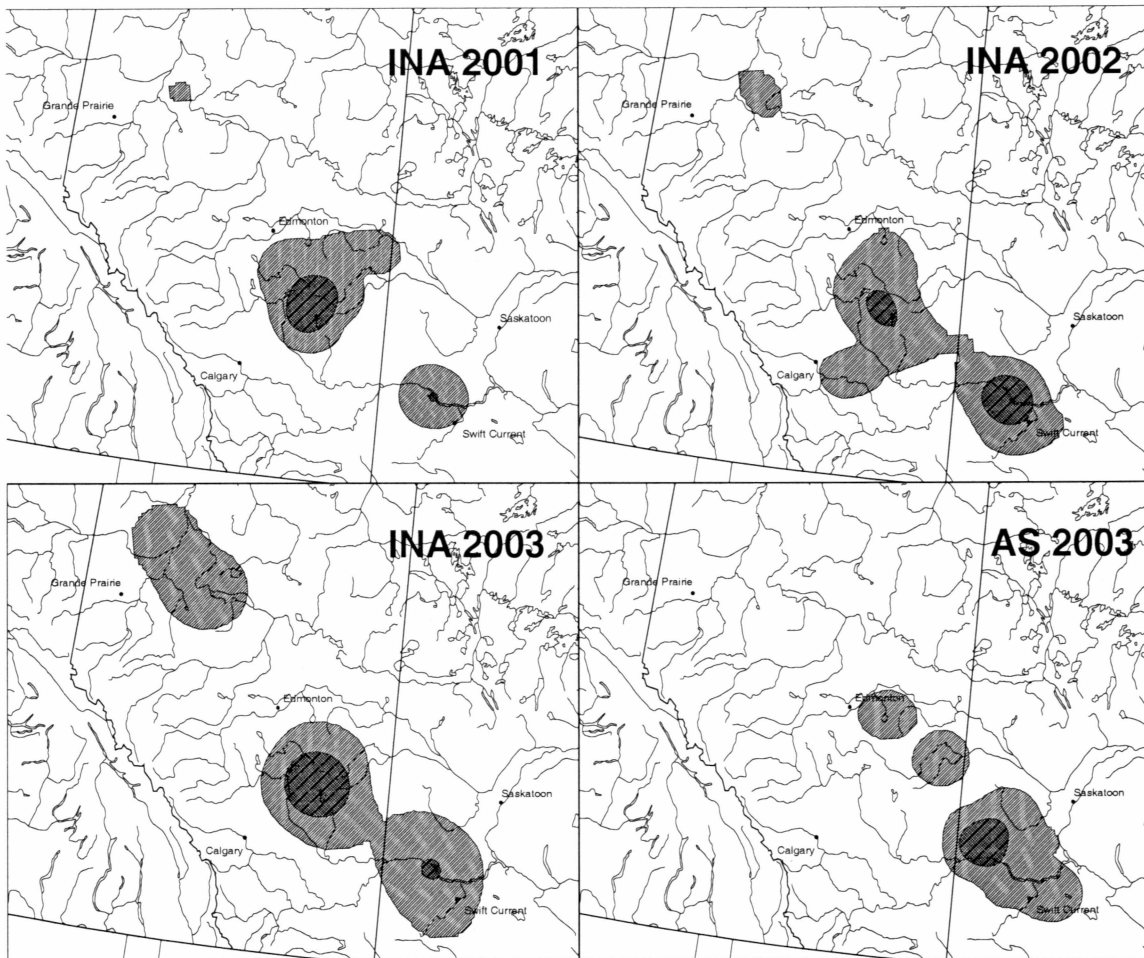 INA 2001
Grande Prairie
Edmonton
Saskatoon
Calgary
Swift Current
INA 2002
Grande Prairie
Edmonton
Saskatoon
Calgary
Swift Current
INA 2003
Grande Prairie
Edmonton
Saskatoon
Calgary
Swift Current
AS 2003
Grande Prairie
Edmonton
Saskatoon
Calgary
Swift Current